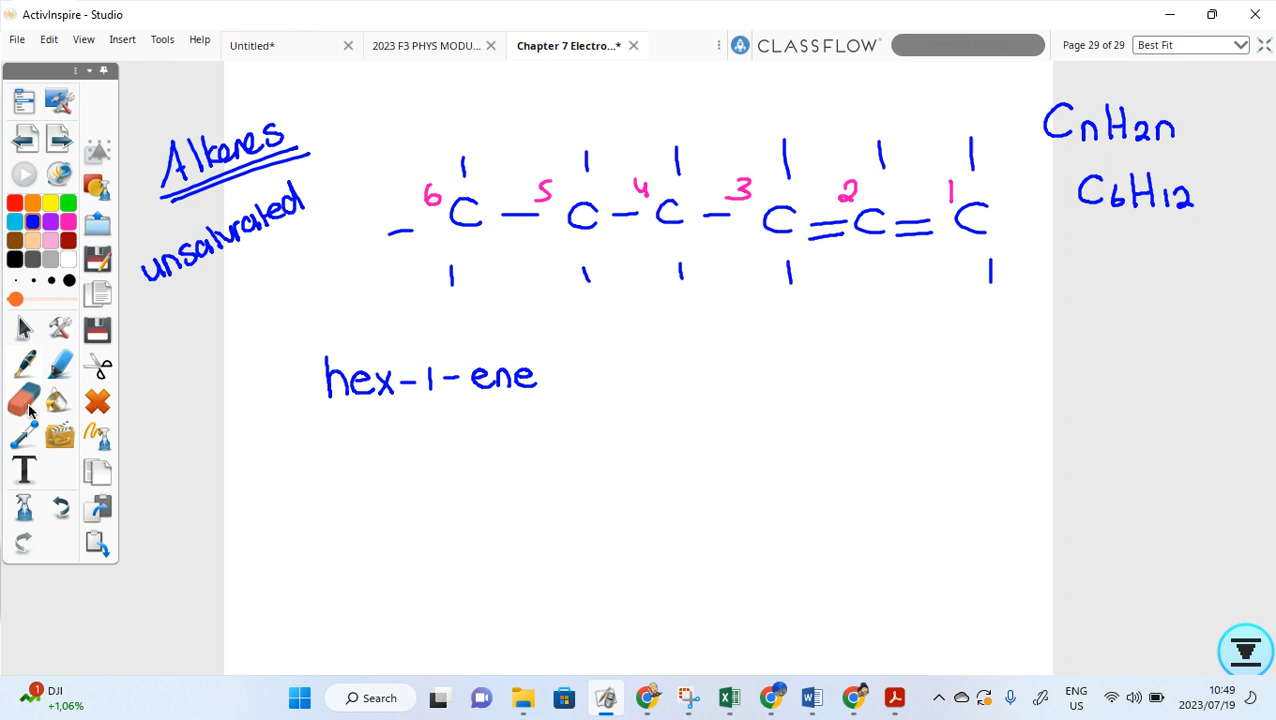 ActivInspire - Studio
File Edit View Insert Tools Help
Untitled* 2023 F3 PHYS MODU... Chapter 7 Electro...* CLASSFLOW Page 29 of 29 Best Fit
Alkenes
unsaturated
CnH2n
C6H12
6 5 4 3 2 1
C – C – C – C = C = C
hex-1-ene
T
1
DJI
+1,06%
Search
ENG
US
10:49
2023/07/19